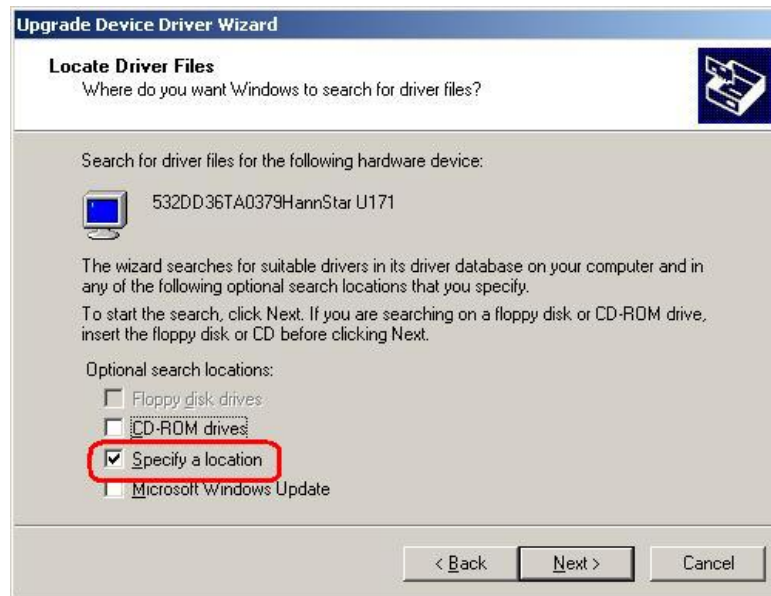 Upgrade Device Driver Wizard
Locate Driver Files
Where do you want Windows to search for driver files?
Search for driver files for the following hardware device:
532DD36TA0379HannStar U171
The wizard searches for suitable drivers in its driver database on your computer and in
any of the following optional search locations that you specify.
To start the search, click Next. If you are searching on a floppy disk or CD-ROM drive,
insert the floppy disk or CD before clicking Next.
Optional search locations:
Floppy disk drives
CD-ROM drives
Specify a location
Microsoft Windows Update
< Back Next > Cancel